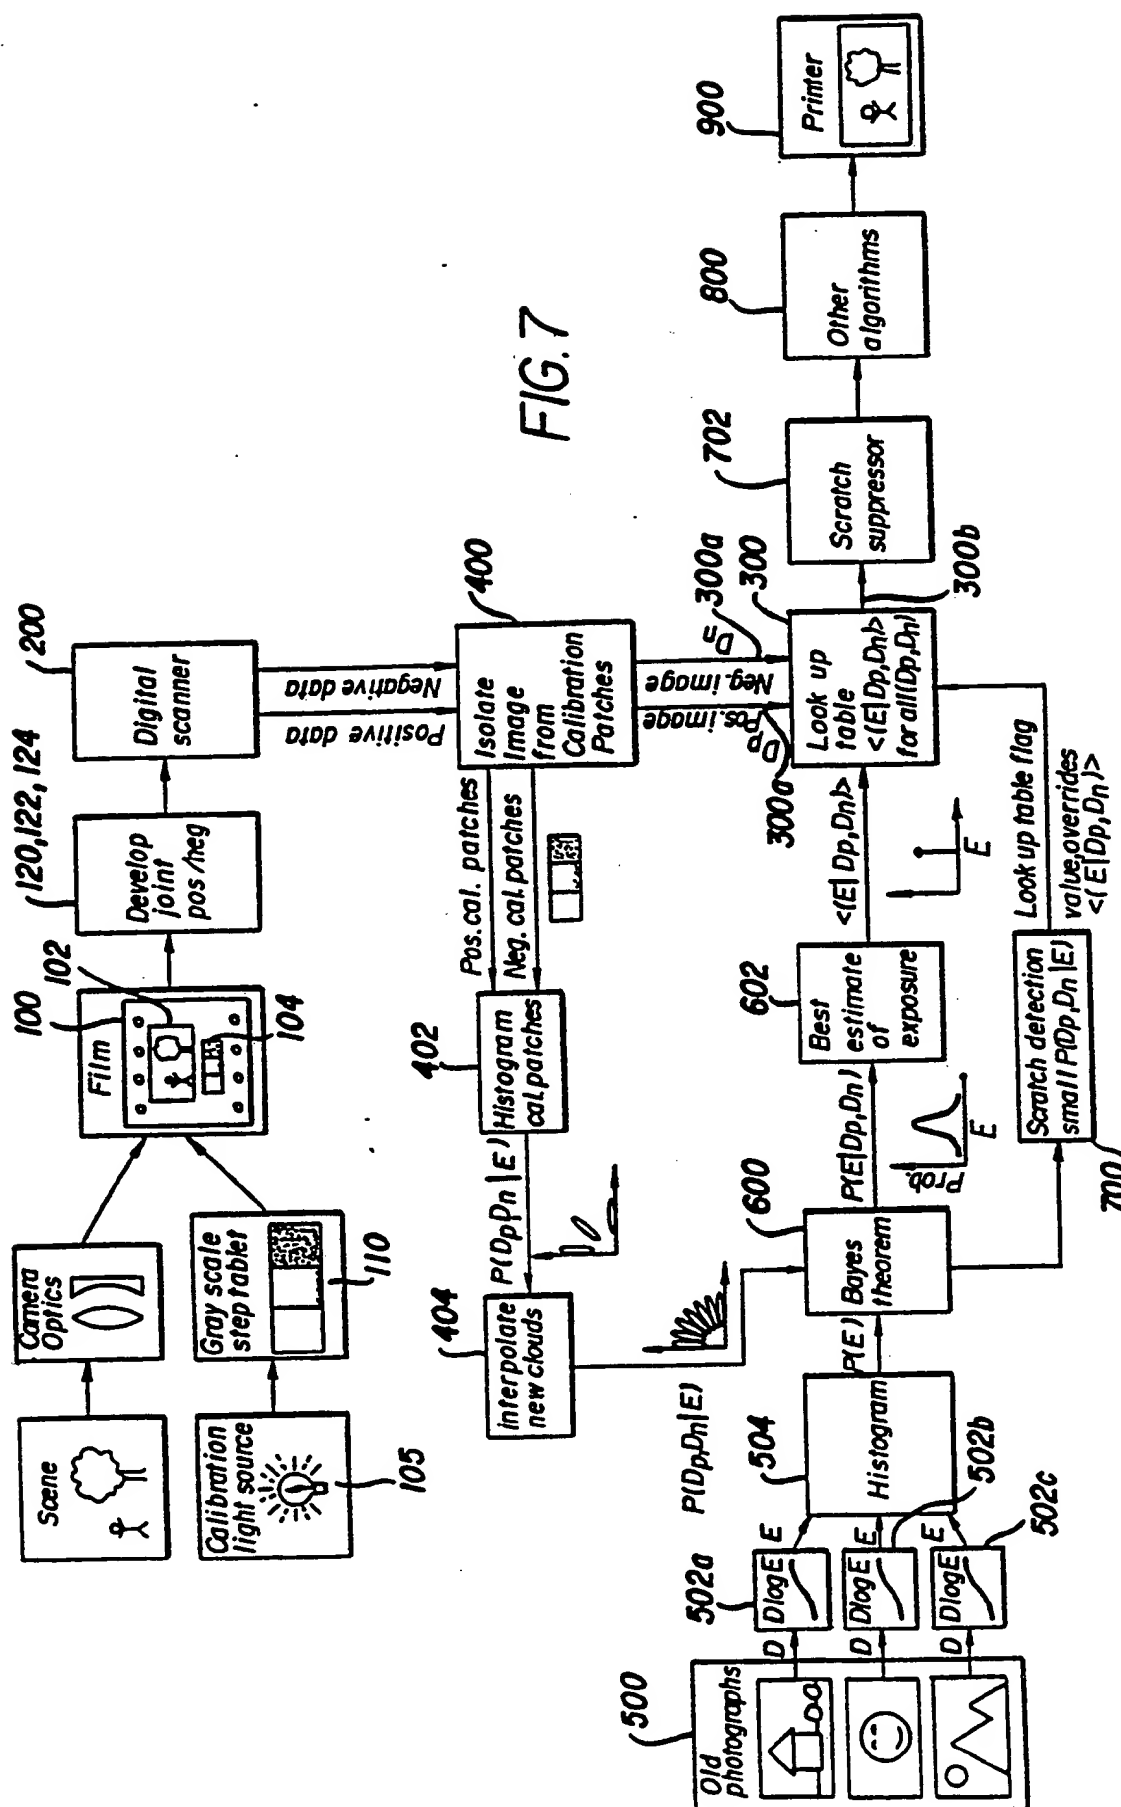 Scene
Camera
Optics
Calibration
light source
105
Gray scale
step tablet
110
Film
100
102
104
Develop
joint
pos/neg
120,122,124
Digital
scanner
200
Positive data
Negative data
Isolate
Image
from
Calibration
Patches
400
Pos.cal. patches
Neg. cal.patches
Histogram
cal.patches
402
P(Dp,Dn|E)
Interpolate
new clouds
404
P(Dp,Dn|E)
FIG.7
Pos.image
Dp
300a
Neg.image
Dn
300a
Old
photographs
500
D
D
D
DlogE
DlogE
DlogE
502a
502b
502c
E
E
E
Histogram
504
P(E)
Bayes
theorem
600
P(E|Dp,Dn)
Prob.
E
Best
estimate
of
exposure
602
<(E|Dp,Dn)>
E
Look up
table
<(E|Dp,Dn)>
for all(Dp,Dn)
300
300b
Scratch detection
small P(Dp,Dn|E)
700
Look up table flag
value,overrides
<(E|Dp,Dn)>
Scratch
suppressor
702
Other
algorithms
800
Printer
900